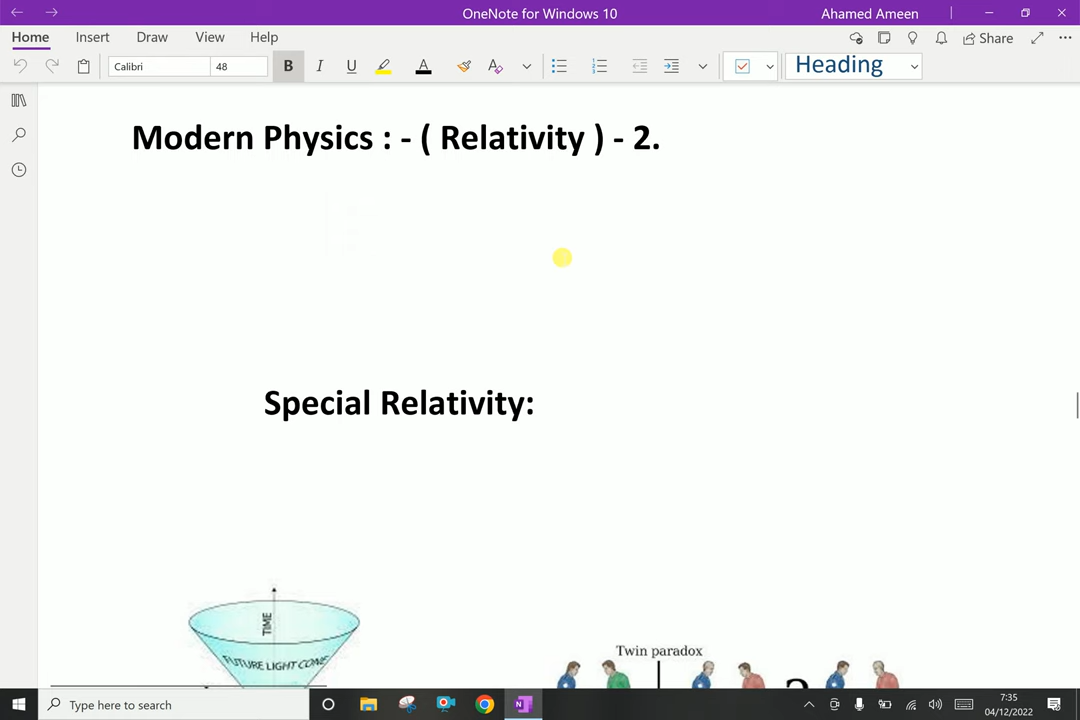 OneNote for Windows 10
Ahamed Ameen
Home Insert Draw View Help
Share
Calibri
48
B I U A A
Heading
Modern Physics : - ( Relativity ) - 2.
Special Relativity:
TIME
FUTURE LIGHT CONE
Twin paradox
?
Type here to search
N
7:35
04/12/2022